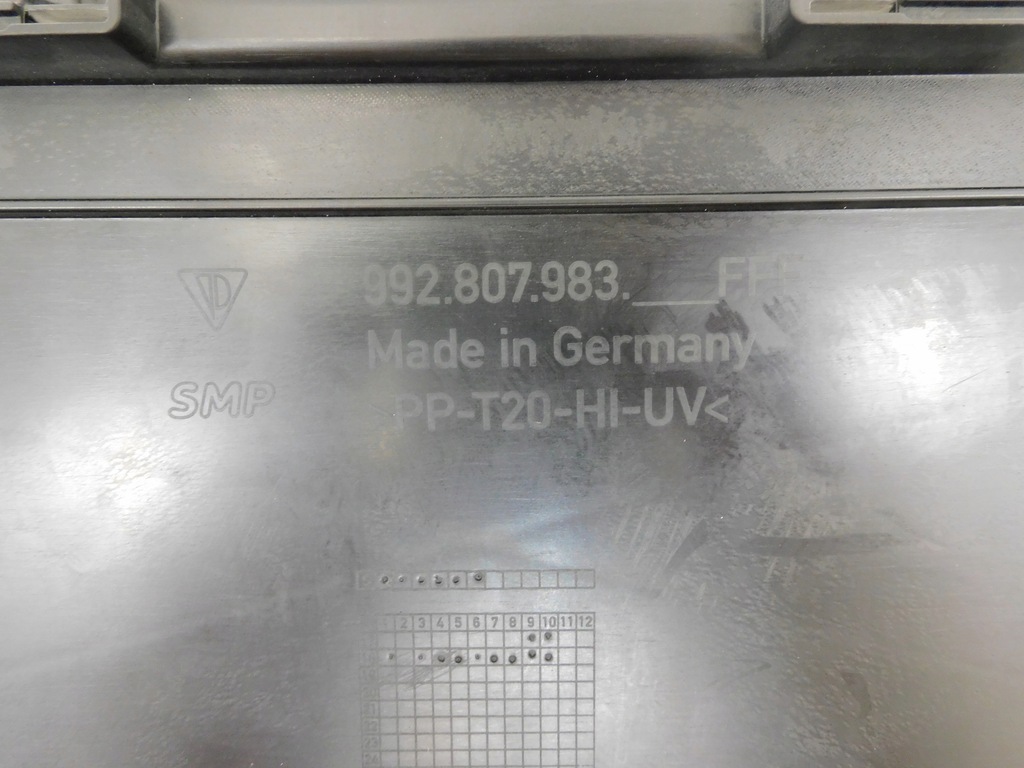 992.807.983.____FFF
Made in Germany
PP-T20-HI-UV<
SMP
1 2 3 4 5 6 7 8 9 10 11 12